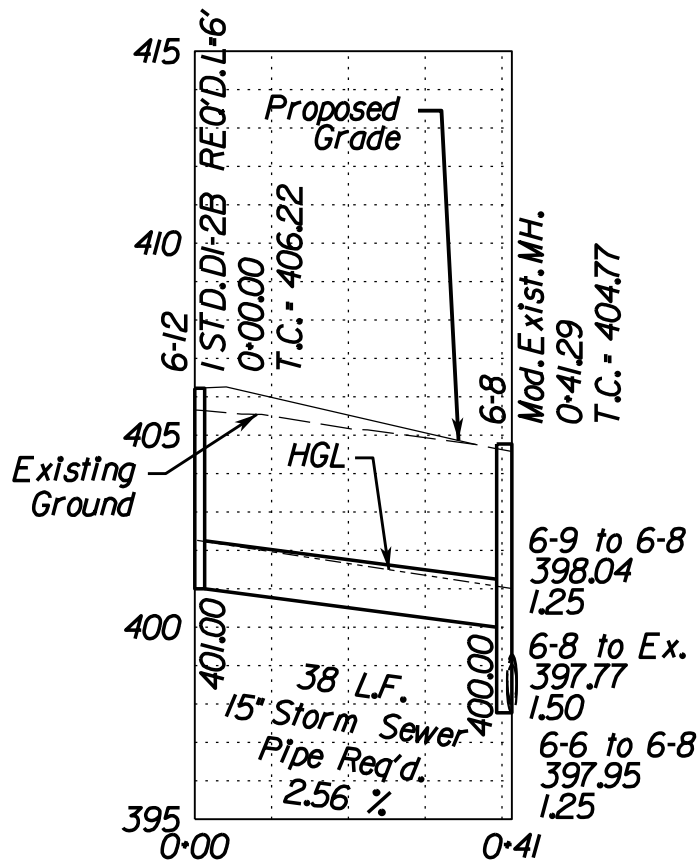 415
410
405
400
395
0+00
0+41
6-12
1 STD. DI-2B REQ'D. L=6'
0+00.00
T.C. = 406.22
Proposed
Grade
6-8
Mod. Exist. MH.
0+41.29
T.C. = 404.77
Existing
Ground
HGL
401.00
400.00
38 L.F.
15" Storm Sewer
Pipe Req'd.
2.56 %
6-9 to 6-8
398.04
1.25
6-8 to Ex.
397.77
1.50
6-6 to 6-8
397.95
1.25